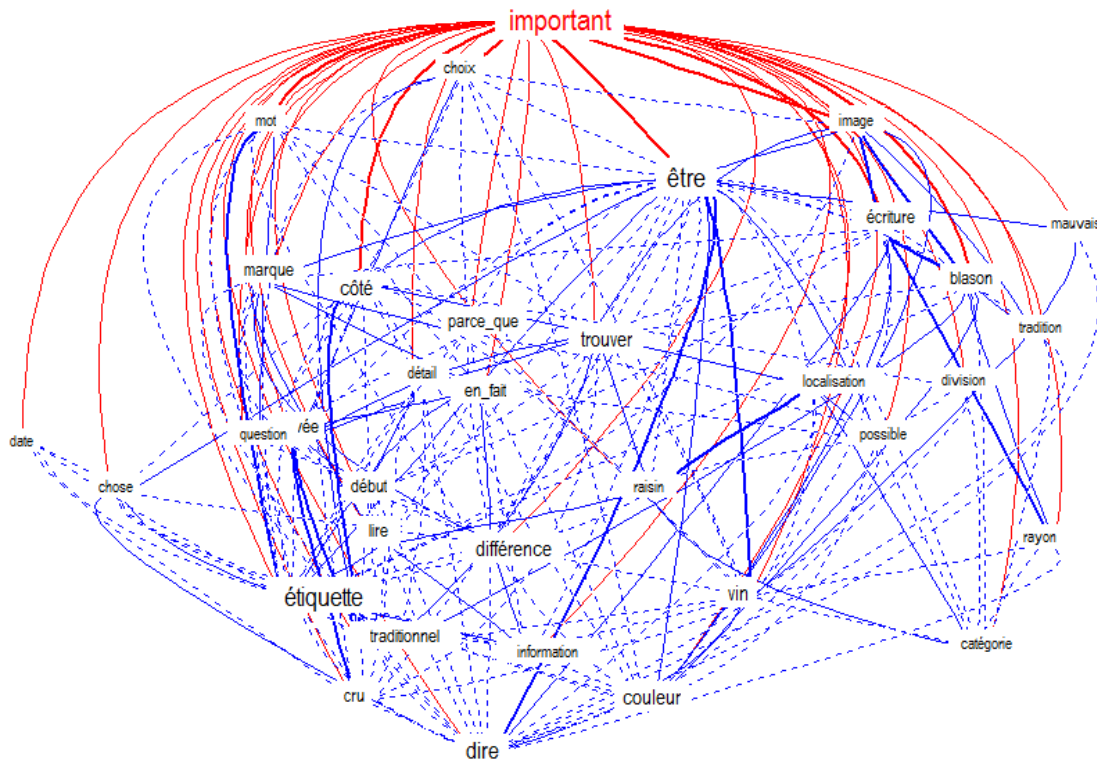 important
choix
mot
image
être
écriture
mauvais
marque
côté
blason
parce_que
tradition
trouver
détail
en_fait
localisation
division
question
vée
possible
date
chose
début
raisin
lire
différence
rayon
étiquette
vin
traditionnel
information
catégorie
cru
couleur
dire